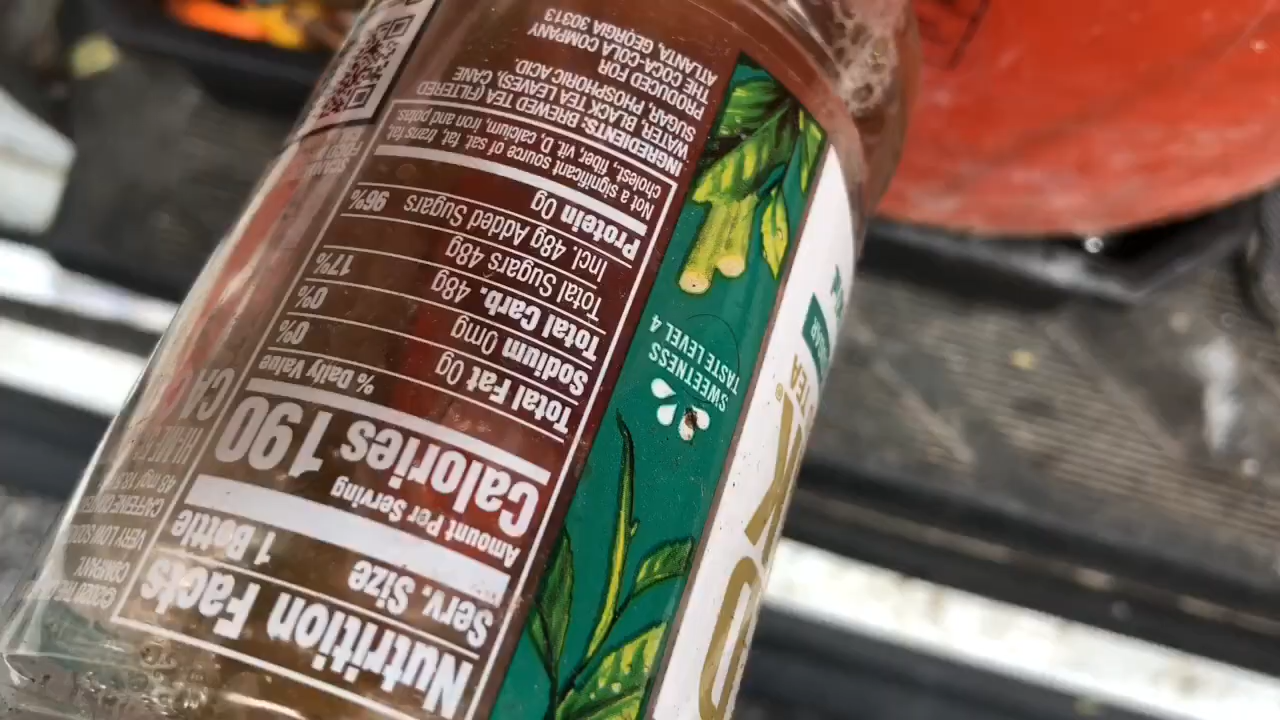 Nutrition Facts
Serv. Size 1 Bottle
Amount Per Serving
Calories 190
% Daily Value
Total Fat 0g 0%
Sodium 0mg 0%
Total Carb. 48g 17%
Total Sugars 48g
Incl. 48g Added Sugars 96%
Protein 0g
Not a significant source of sat. fat, trans fat,
cholest., fiber, vit. D, calcium, iron and potas.
INGREDIENTS: BREWED TEA (FILTERED
WATER, BLACK TEA LEAVES), CANE
SUGAR, PHOSPHORIC ACID.
PRODUCED FOR
THE COCA-COLA COMPANY
ATLANTA, GEORGIA 30313
SWEETNESS
TASTE LEVEL 4
TEA
VERY LOW
CAFFEINE
COMPANY